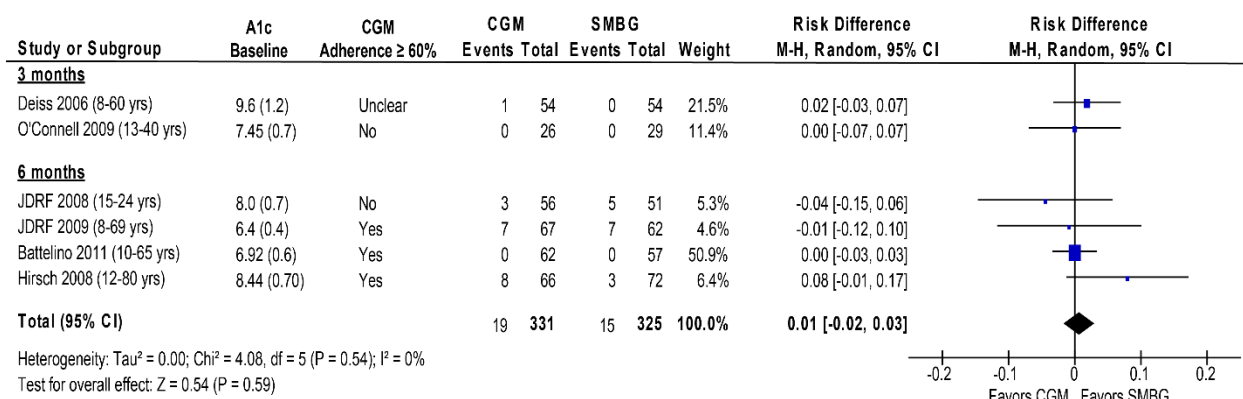 A1c CGM CGM SMBG Risk Difference Risk Difference
Study or Subgroup Baseline Adherence ≥ 60% Events Total Events Total Weight M-H, Random, 95% CI M-H, Random, 95% CI
3 months
Deiss 2006 (8-60 yrs) 9.6 (1.2) Unclear 1 54 0 54 21.5% 0.02 [-0.03, 0.07]
O'Connell 2009 (13-40 yrs) 7.45 (0.7) No 0 26 0 29 11.4% 0.00 [-0.07, 0.07]
6 months
JDRF 2008 (15-24 yrs) 8.0 (0.7) No 3 56 5 51 5.3% -0.04 [-0.15, 0.06]
JDRF 2009 (8-69 yrs) 6.4 (0.4) Yes 7 67 7 62 4.6% -0.01 [-0.12, 0.10]
Battelino 2011 (10-65 yrs) 6.92 (0.6) Yes 0 62 0 57 50.9% 0.00 [-0.03, 0.03]
Hirsch 2008 (12-80 yrs) 8.44 (0.70) Yes 8 66 3 72 6.4% 0.08 [-0.01, 0.17]
Total (95% CI) 19 331 15 325 100.0% 0.01 [-0.02, 0.03]
Heterogeneity: Tau² = 0.00; Chi² = 4.08, df = 5 (P = 0.54); I² = 0%
Test for overall effect: Z = 0.54 (P = 0.59)
-0.2 -0.1 0 0.1 0.2
Favors CGM Favors SMBG